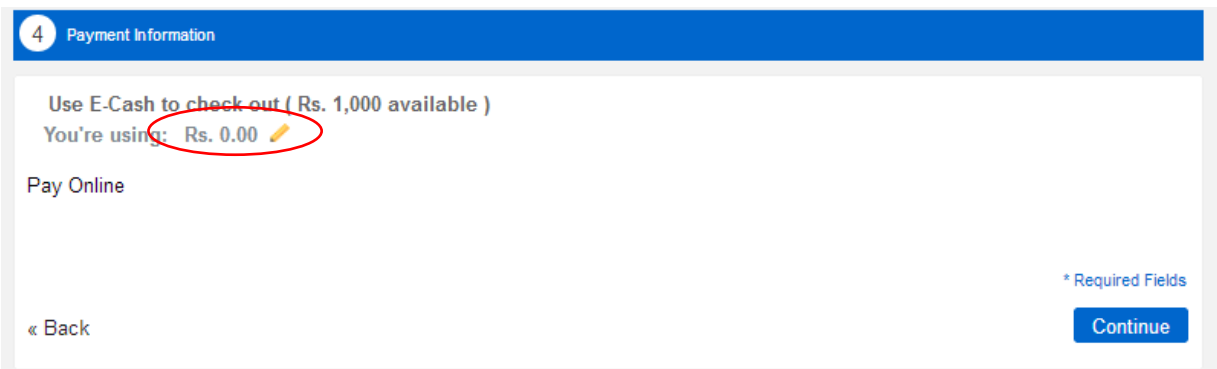 4 Payment Information
Use E-Cash to check out ( Rs. 1,000 available )
You're using: Rs. 0.00
Pay Online
* Required Fields
« Back
Continue